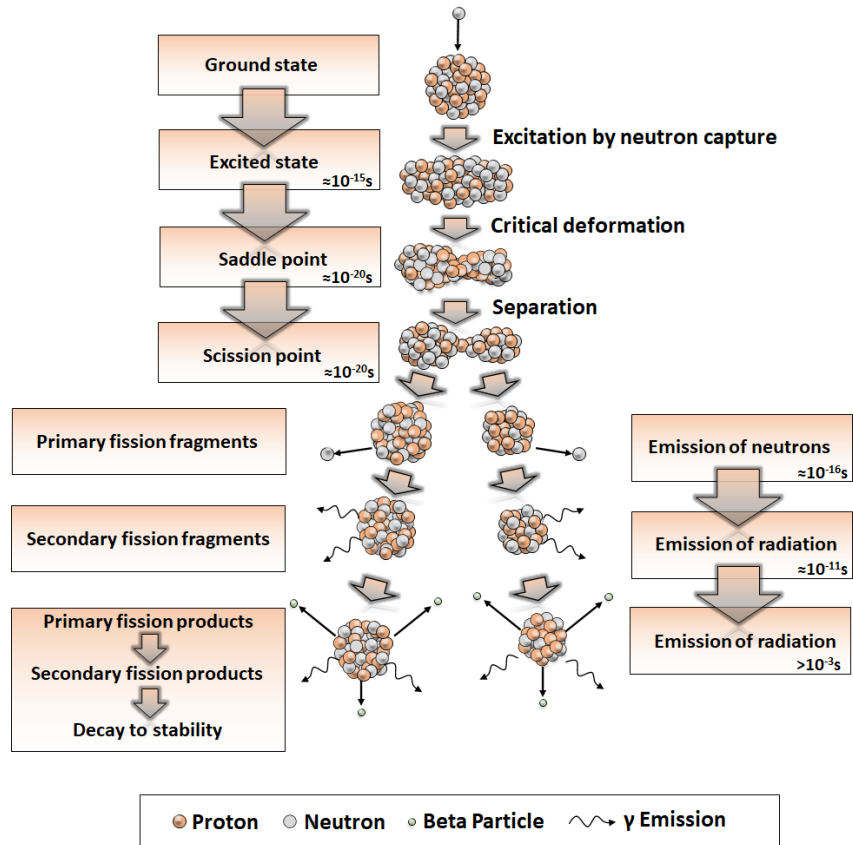 Ground state
Excitation by neutron capture
Excited state
≈10⁻¹⁵s
Critical deformation
Saddle point
≈10⁻²⁰s
Separation
Scission point
≈10⁻²⁰s
Primary fission fragments
Emission of neutrons
≈10⁻¹⁶s
Secondary fission fragments
Emission of radiation
≈10⁻¹¹s
Primary fission products
Secondary fission products
Decay to stability
Emission of radiation
>10⁻³s
Proton Neutron Beta Particle γ Emission